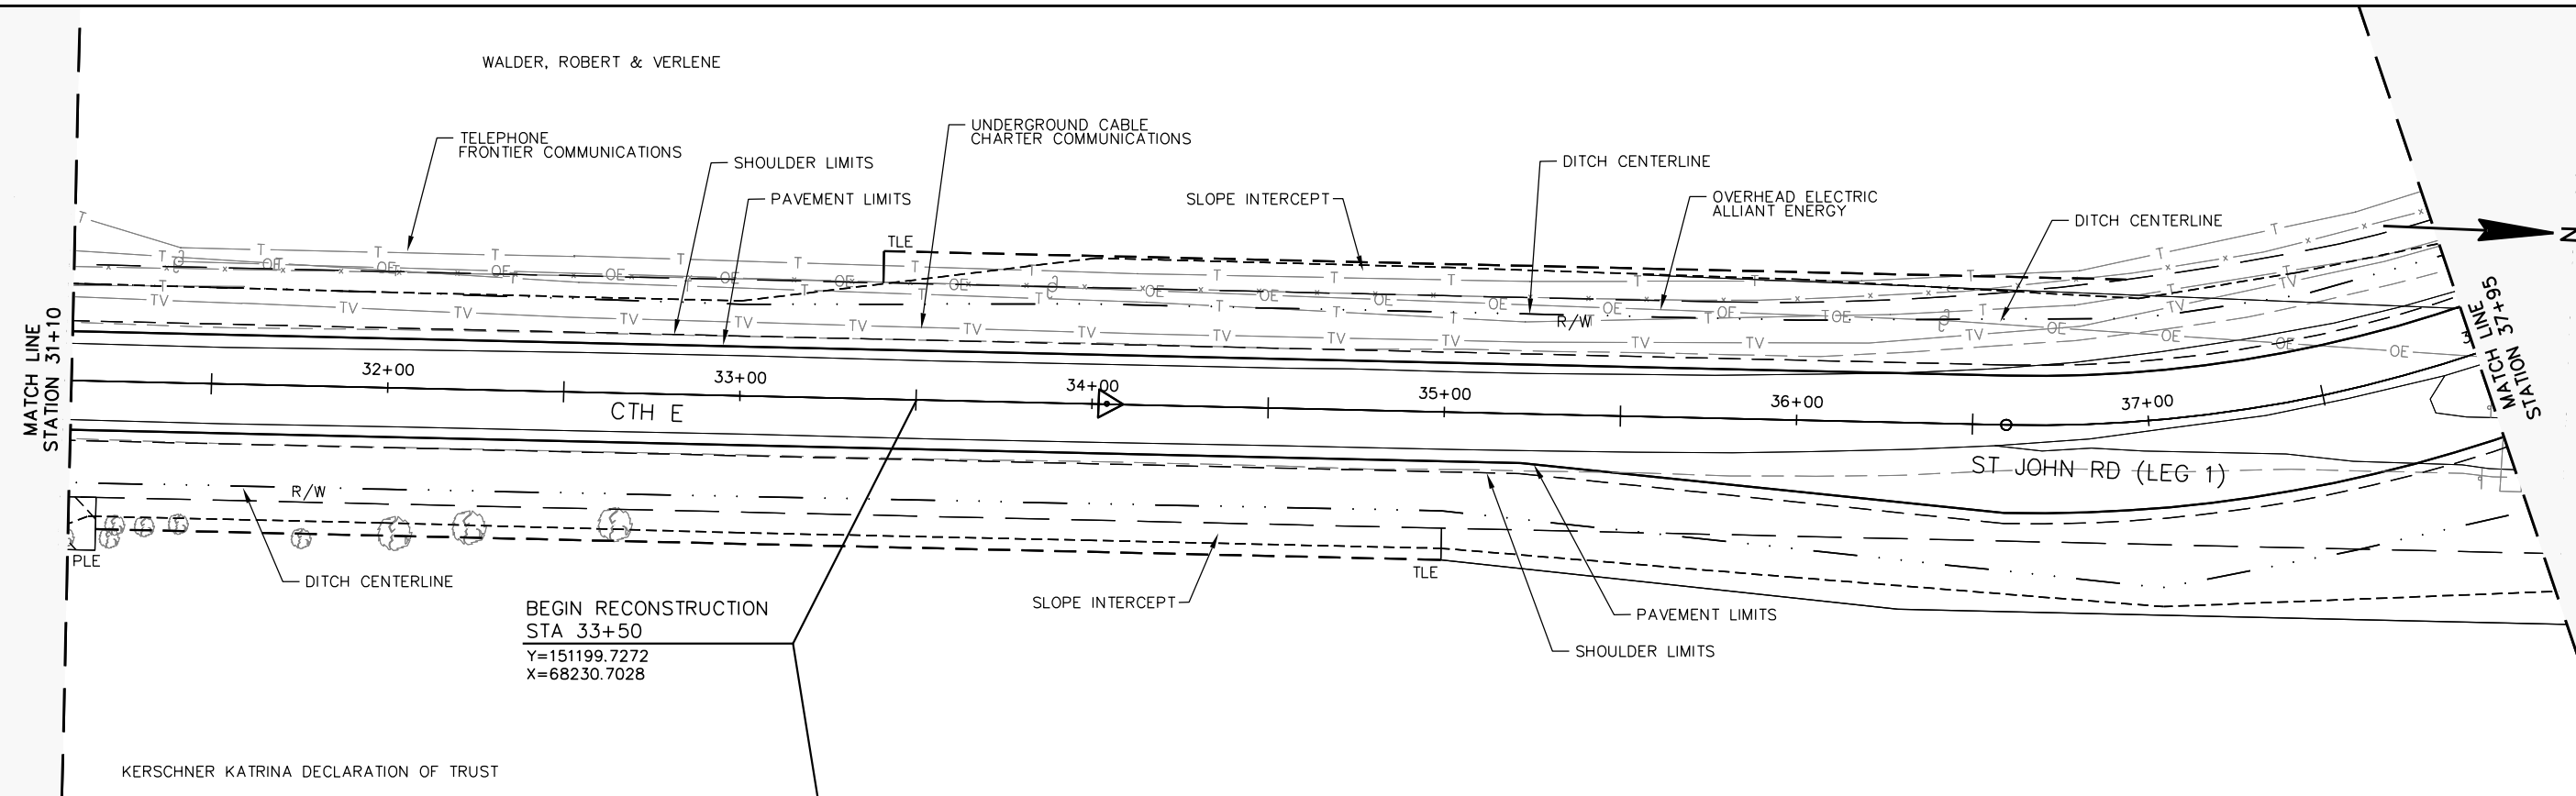 WALDER, ROBERT & VERLENE
TELEPHONE
FRONTIER COMMUNICATIONS
SHOULDER LIMITS
PAVEMENT LIMITS
UNDERGROUND CABLE
CHARTER COMMUNICATIONS
SLOPE INTERCEPT
DITCH CENTERLINE
OVERHEAD ELECTRIC
ALLIANT ENERGY
DITCH CENTERLINE
N
TLE
R/W
MATCH LINE
STATION 31+10
32+00
33+00
34+00
35+00
36+00
37+00
MATCH LINE
STATION 37+95
CTH E
ST JOHN RD (LEG 1)
R/W
PLE
DITCH CENTERLINE
TLE
SLOPE INTERCEPT
PAVEMENT LIMITS
SHOULDER LIMITS
BEGIN RECONSTRUCTION
STA 33+50
Y=151199.7272
X=68230.7028
KERSCHNER KATRINA DECLARATION OF TRUST